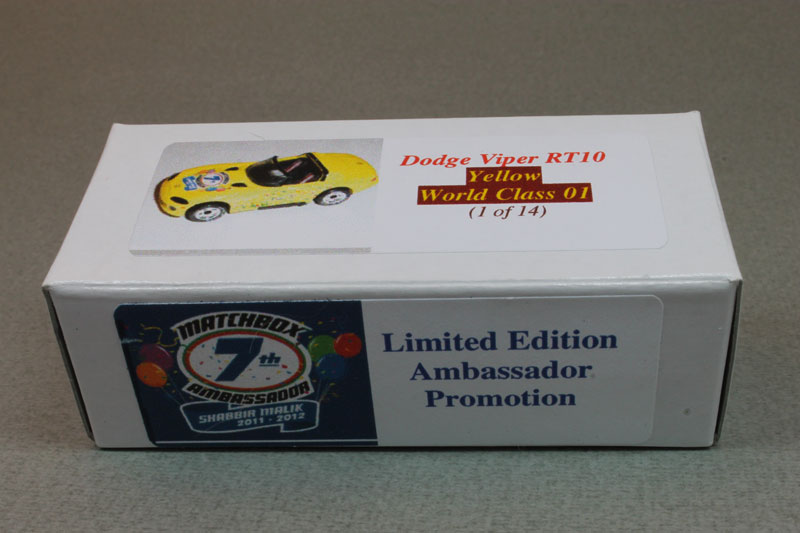 Dodge Viper RT10
Yellow
World Class 01
(1 of 14)
MATCHBOX
7th
AMBASSADOR
SHABBIR MALIK
2011 - 2012
Limited Edition
Ambassador
Promotion